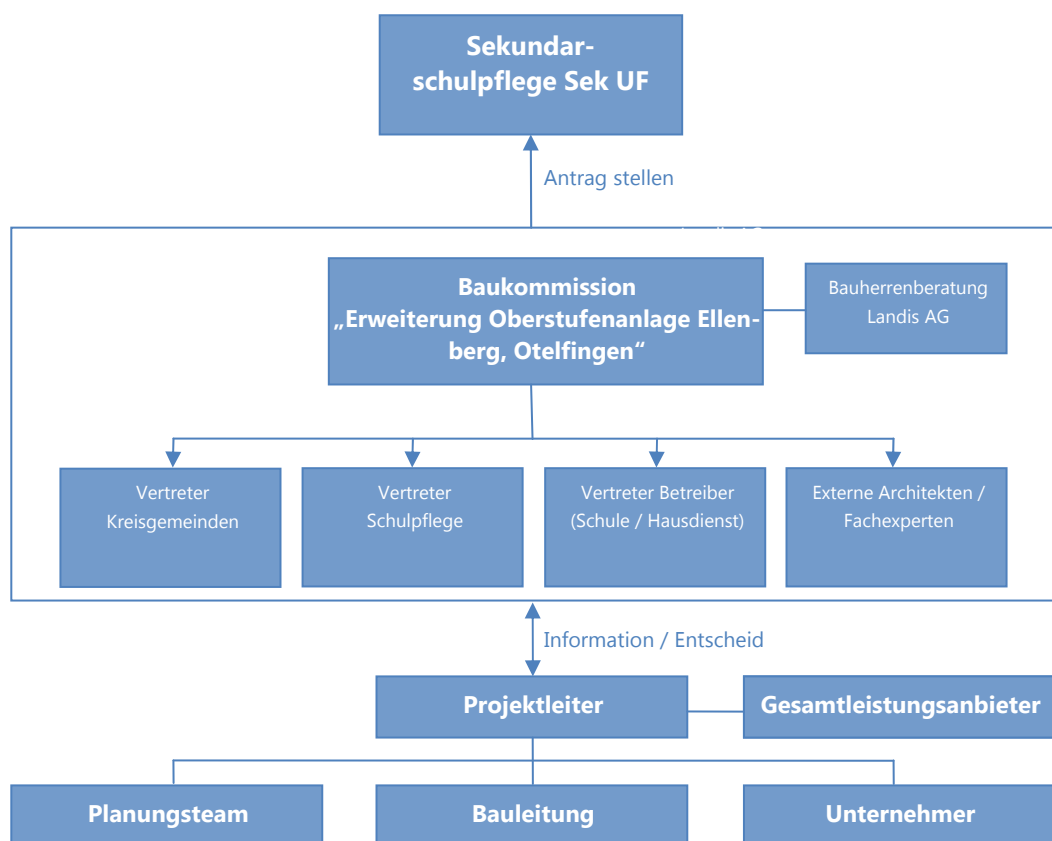 Sekundar-
schulpflege Sek UF
Antrag stellen
Baukommission
„Erweiterung Oberstufenanlage Ellen-
berg, Otelfingen“
Bauherrenberatung
Landis AG
Vertreter
Kreisgemeinden
Vertreter
Schulpflege
Vertreter Betreiber
(Schule / Hausdienst)
Externe Architekten /
Fachexperten
Information / Entscheid
Projektleiter
Gesamtleistungsanbieter
Planungsteam
Bauleitung
Unternehmer